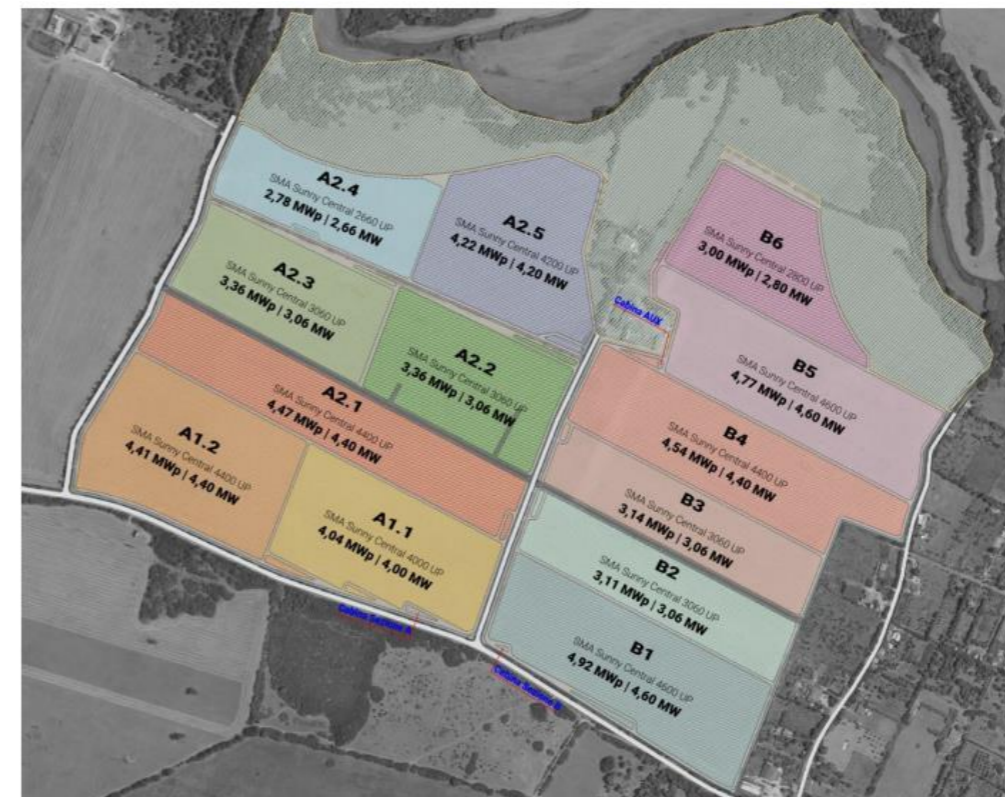 A2.4
SMA Sunny Central 2660 UP
2,78 MWp | 2,66 MW
A2.5
SMA Sunny Central 4200 UP
4,22 MWp | 4,20 MW
B6
SMA Sunny Central 2800 UP
3,00 MWp | 2,80 MW
A2.3
SMA Sunny Central 3060 UP
3,36 MWp | 3,06 MW
Cabina AUX
A2.2
SMA Sunny Central 3060 UP
3,36 MWp | 3,06 MW
B5
SMA Sunny Central 4600 UP
4,77 MWp | 4,60 MW
A2.1
SMA Sunny Central 4400 UP
4,47 MWp | 4,40 MW
B4
SMA Sunny Central 4400 UP
4,54 MWp | 4,40 MW
A1.2
SMA Sunny Central 4400 UP
4,41 MWp | 4,40 MW
B3
SMA Sunny Central 3060 UP
3,14 MWp | 3,06 MW
A1.1
SMA Sunny Central 4000 UP
4,04 MWp | 4,00 MW
B2
SMA Sunny Central 3060 UP
3,11 MWp | 3,06 MW
Cabina Sezione A
B1
SMA Sunny Central 4600 UP
4,92 MWp | 4,60 MW
Cabina Sezione B